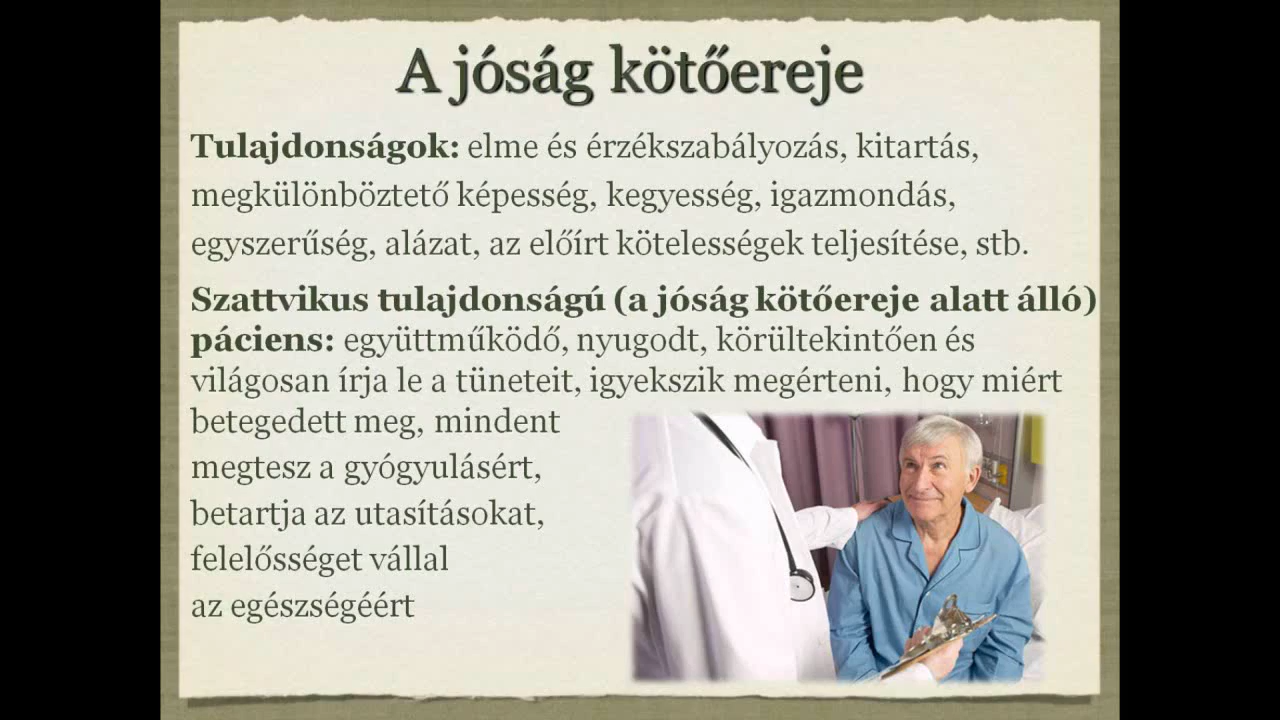 A jóság kötőereje
Tulajdonságok: elme és érzékszabályozás, kitartás,
megkülönböztető képesség, kegyesség, igazmondás,
egyszerűség, alázat, az előírt kötelességek teljesítése, stb.
Szattvikus tulajdonságú (a jóság kötőereje alatt álló)
páciens: együttműködő, nyugodt, körültekintően és
világosan írja le a tüneteit, igyekszik megérteni, hogy miért
betegedett meg, mindent
megtesz a gyógyulásért,
betartja az utasításokat,
felelősséget vállal
az egészségéért